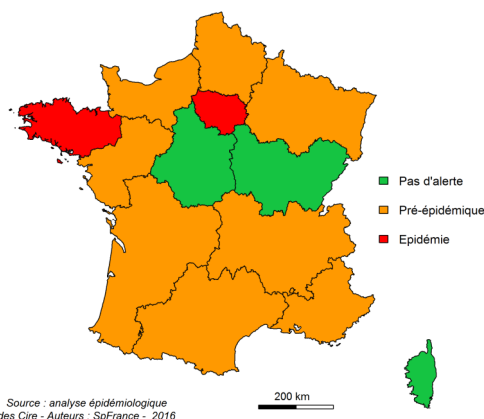 Pas d'alerte
Pré-épidémique
Epidémie
200 km
Source : analyse épidémiologique
des Cire - Auteurs : SpFrance - 2016